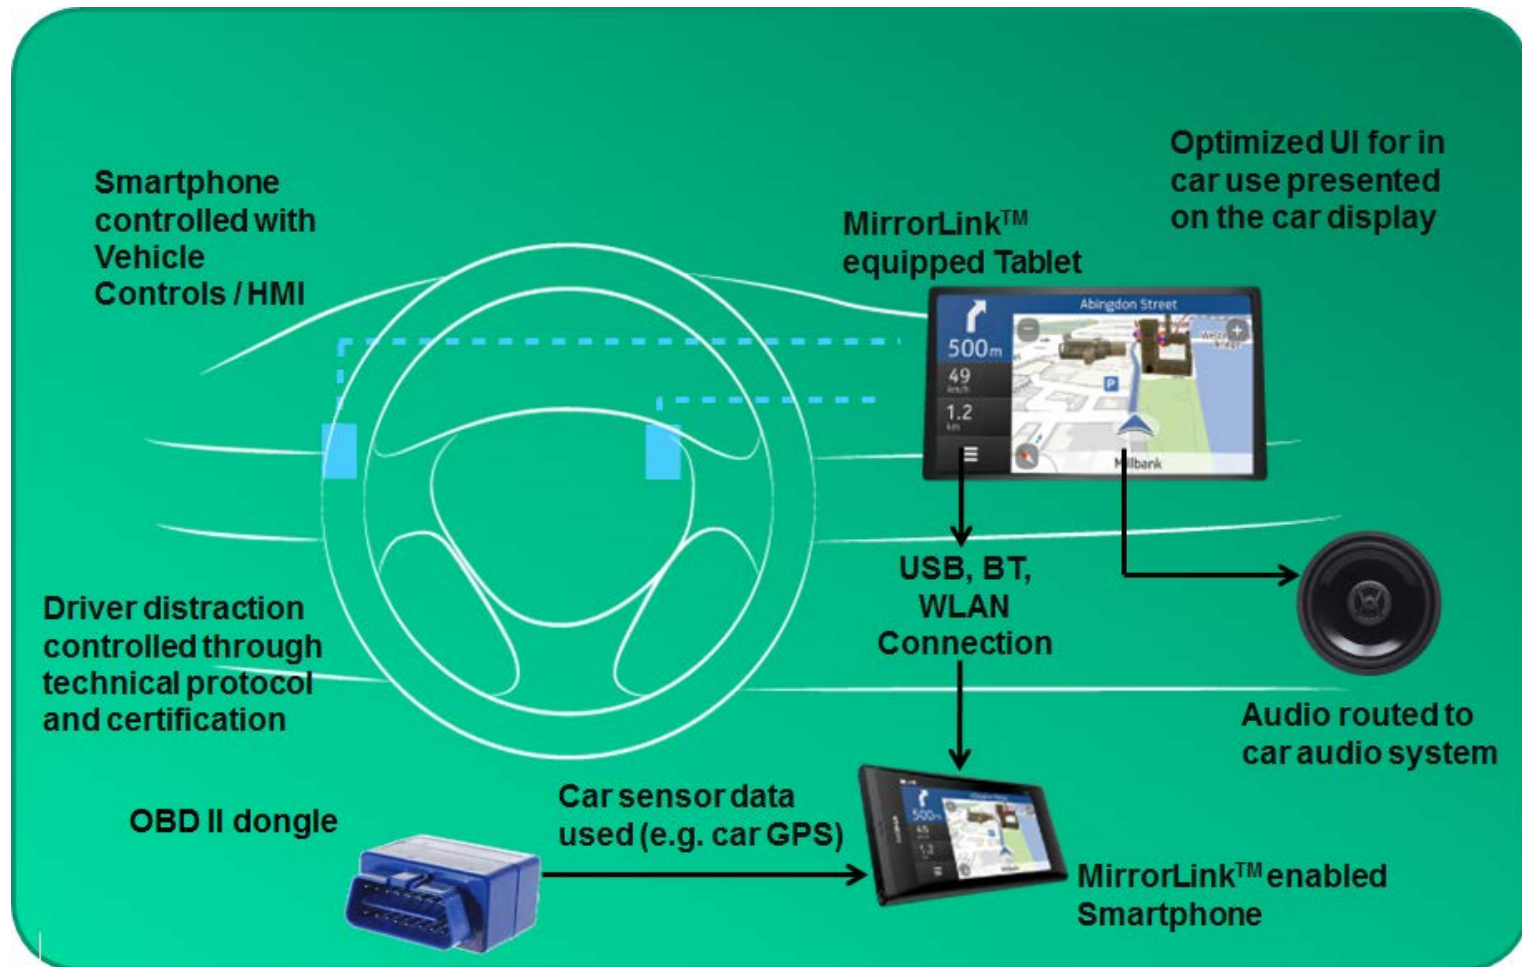 Smartphone
controlled with
Vehicle
Controls / HMI
MirrorLink™
equipped Tablet
Optimized UI for in
car use presented
on the car display
Abingdon Street
500m
49
km/h
1.2
km
P
Millbank
USB, BT,
WLAN
Connection
Driver distraction
controlled through
technical protocol
and certification
Audio routed to
car audio system
OBD II dongle
Car sensor data
used (e.g. car GPS)
500m
MirrorLink™ enabled
Smartphone